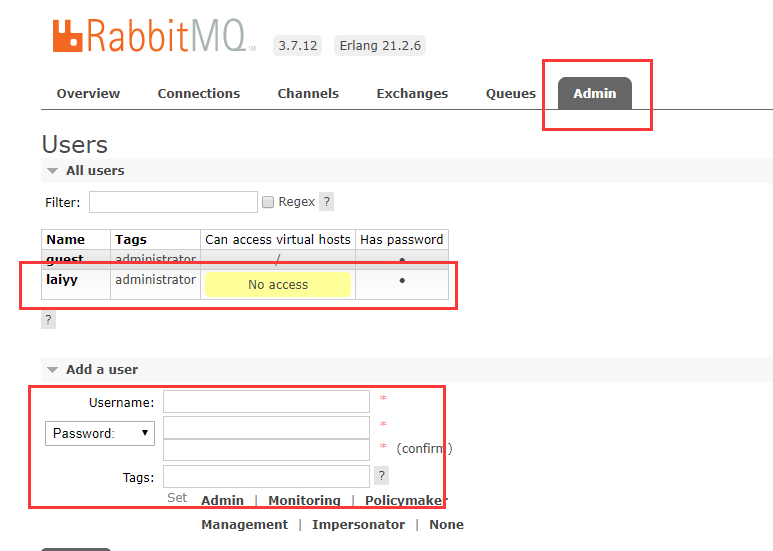 RabbitMQ TM 3.7.12 Erlang 21.2.6
Overview Connections Channels Exchanges Queues Admin
Users
All users
Filter: Regex ?
Name Tags Can access virtual hosts Has password
guest administrator / •
laiyy administrator No access •
?
Add a user
Username: *
Password: *
* (confirm)
Tags: ?
Set Admin | Monitoring | Policymaker
Management | Impersonator | None